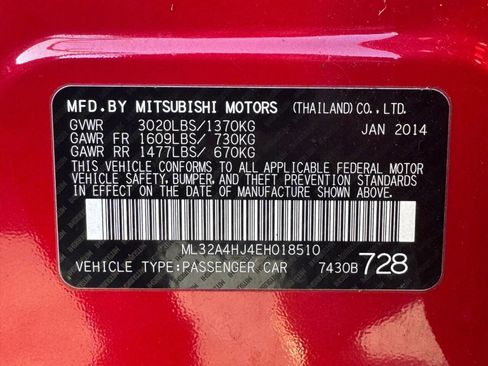 MFD.BY MITSUBISHI MOTORS (THAILAND)CO.,LTD.
GVWR 3020LBS/1370KG JAN 2014
GAWR FR 1609LBS/ 730KG
GAWR RR 1477LBS/ 670KG
THIS VEHICLE CONFORMS TO ALL APPLICABLE FEDERAL MOTOR
VEHICLE SAFETY, BUMPER, AND THEFT PREVENTION STANDARDS
IN EFFECT ON THE DATE OF MANUFACTURE SHOWN ABOVE.
ML32A4HJ4EH018510
VEHICLE TYPE:PASSENGER CAR 7430B 728